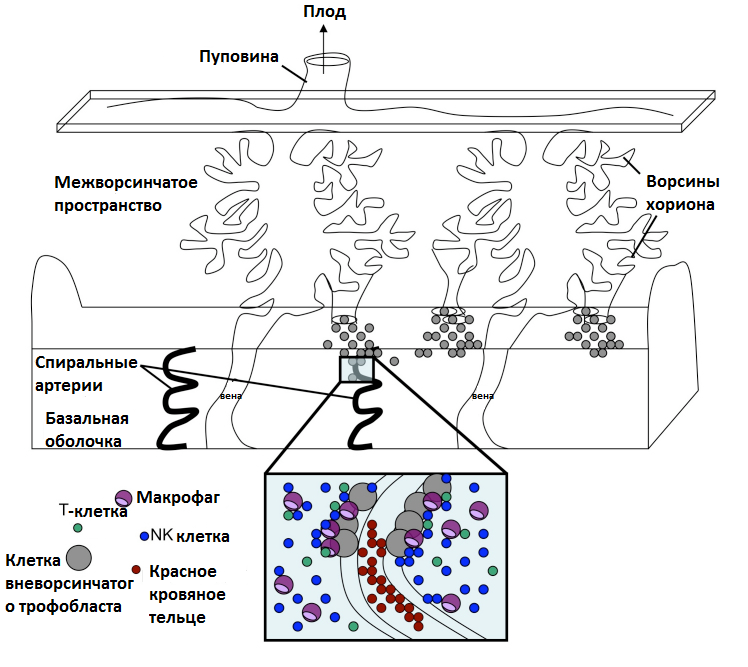 Плод
Пуповина
Межворсинчатое
пространство
Ворсины
хориона
Спиральные
артерии
вена
вена
Базальная
оболочка
Макрофаг
Т-клетка
NK клетка
Клетка
вневорсинчатог
о трофобласта
Красное
кровяное
тельце